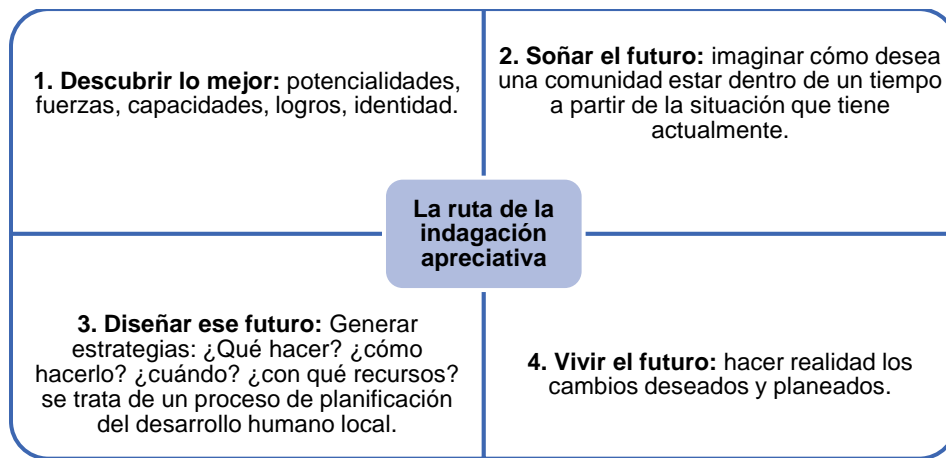 1. Descubrir lo mejor: potencialidades,
fuerzas, capacidades, logros, identidad.
2. Soñar el futuro: imaginar cómo desea
una comunidad estar dentro de un tiempo
a partir de la situación que tiene
actualmente.
La ruta de la
indagación
apreciativa
3. Diseñar ese futuro: Generar
estrategias: ¿Qué hacer? ¿cómo
hacerlo? ¿cuándo? ¿con qué recursos?
se trata de un proceso de planificación
del desarrollo humano local.
4. Vivir el futuro: hacer realidad los
cambios deseados y planeados.